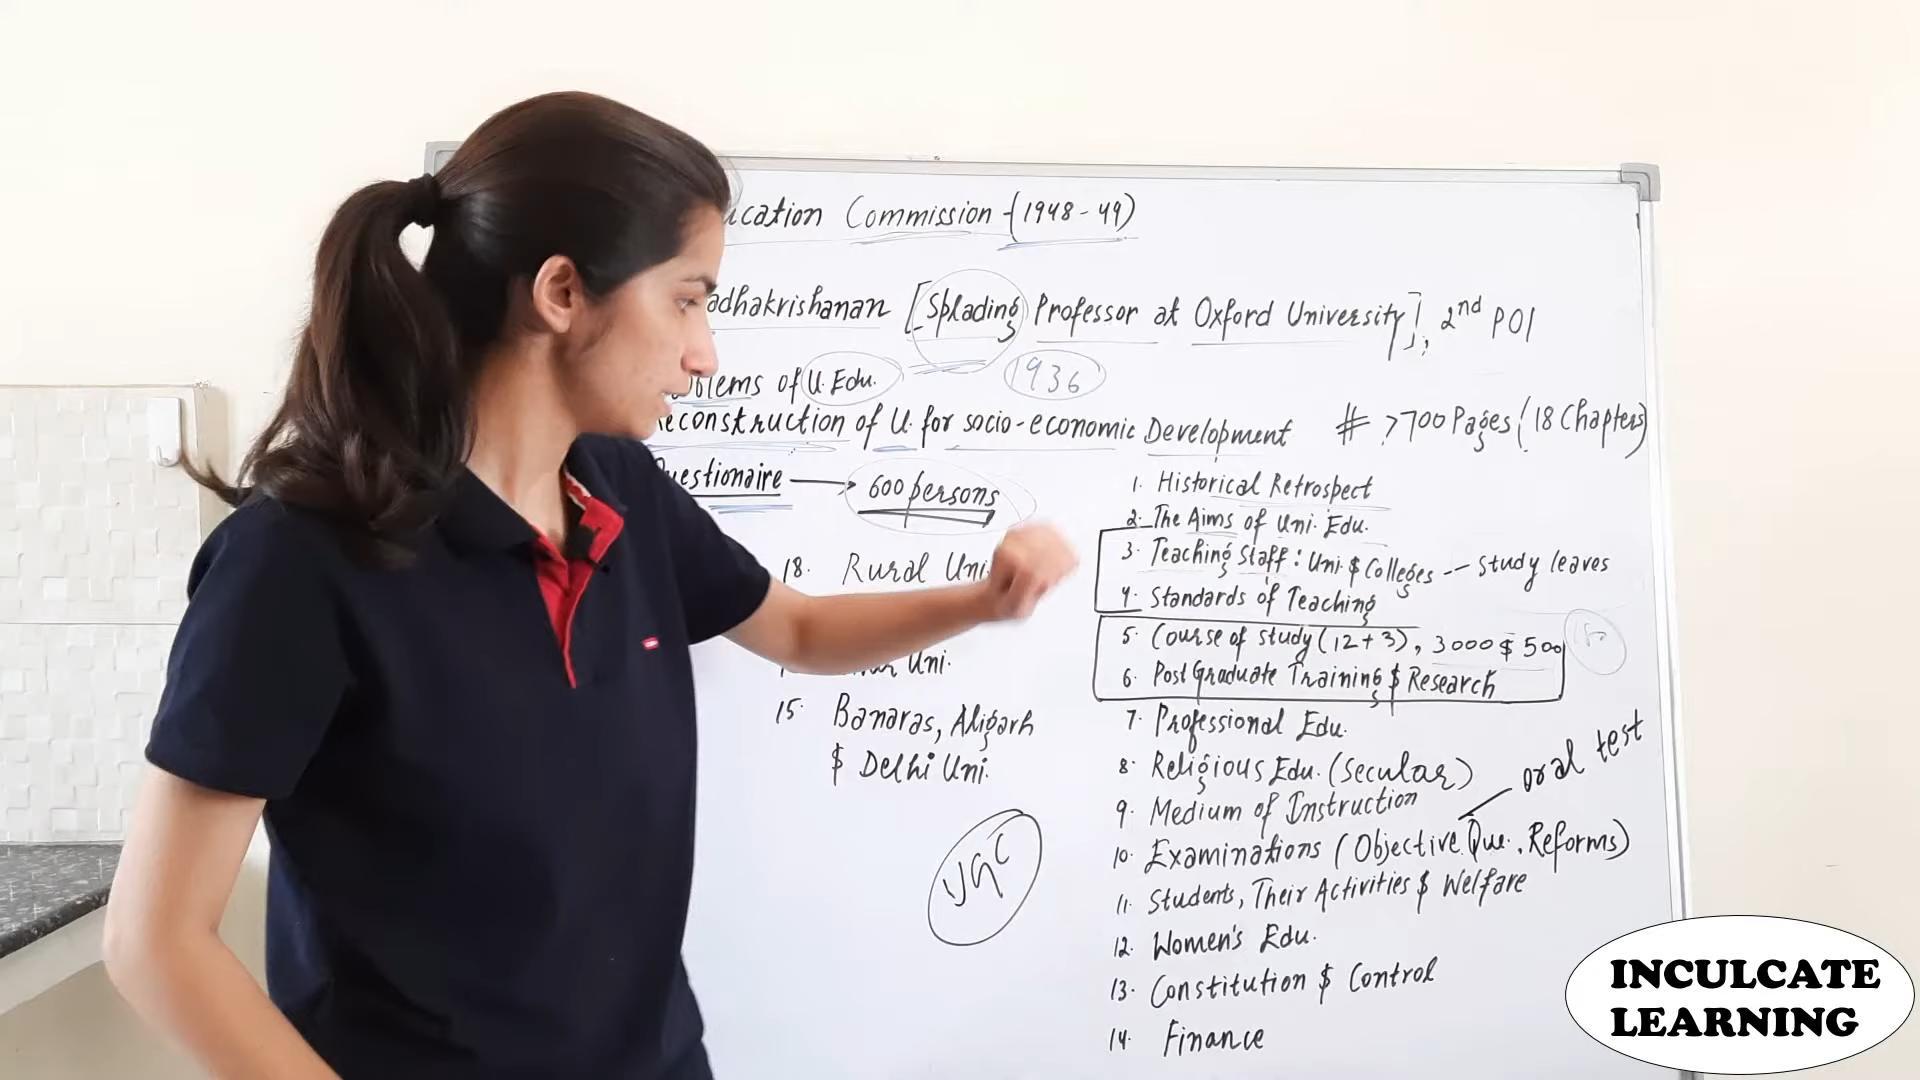 ucation Commission - (1948-49)
adhakrishanan [Splading Professor at Oxford University], 2nd POI
1936
oblems of U. Edu.
econstruction of U. for socio-economic Development
# >700 Pages (18 Chapters)
uestionaire → 600 persons
18. Rural Uni.
Uni.
15. Banaras, Aligarh
$ Delhi Uni.
UGC
1. Historical Retrospect
2. The Aims of Uni. Edu.
3. Teaching Staff: Uni $ Colleges -- study leaves
4. Standards of Teaching
5. Course of study (12+3), 3000 $ 500
6. Post Graduate Training $ Research
7. Professional Edu.
8. Religious Edu. (Secular)
9. Medium of Instruction
oral test
10. Examinations (Objective Que., Reforms)
11. Students, Their Activities $ Welfare
12. Women's Edu.
13. Constitution $ Control
14. Finance
INCULCATE
LEARNING